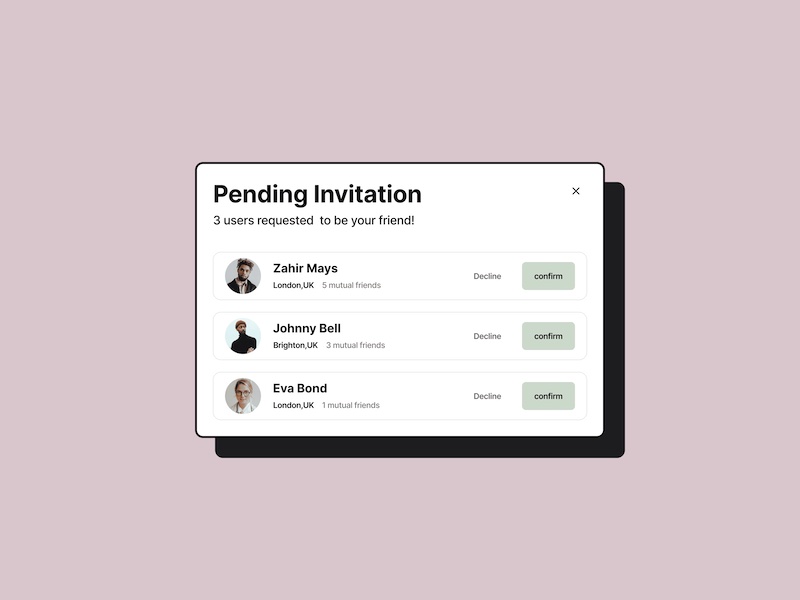 Pending Invitation
3 users requested  to be your friend!
Zahir Mays
London,UK 5 mutual friends
Decline confirm
Johnny Bell
Brighton,UK 3 mutual friends
Decline confirm
Eva Bond
London,UK 1 mutual friends
Decline confirm